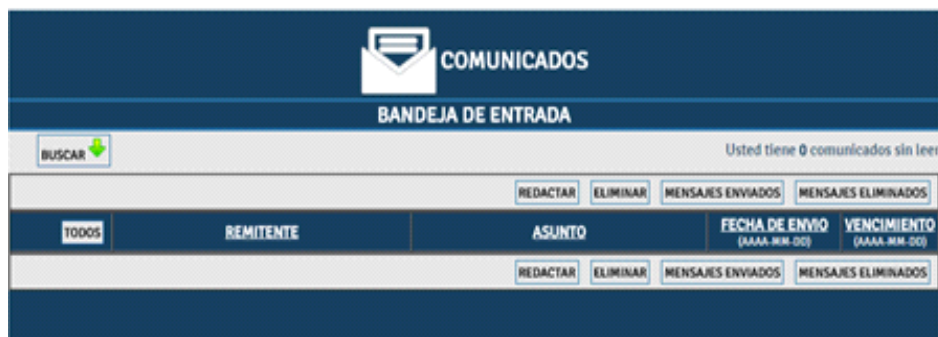 COMUNICADOS
BANDEJA DE ENTRADA
BUSCAR Usted tiene 0 comunicados sin leer
REDACTAR ELIMINAR MENSAJES ENVIADOS MENSAJES ELIMINADOS
TODOS REMITENTE ASUNTO FECHA DE ENVIO VENCIMIENTO
(AAAA-MM-DD) (AAAA-MM-DD)
REDACTAR ELIMINAR MENSAJES ENVIADOS MENSAJES ELIMINADOS